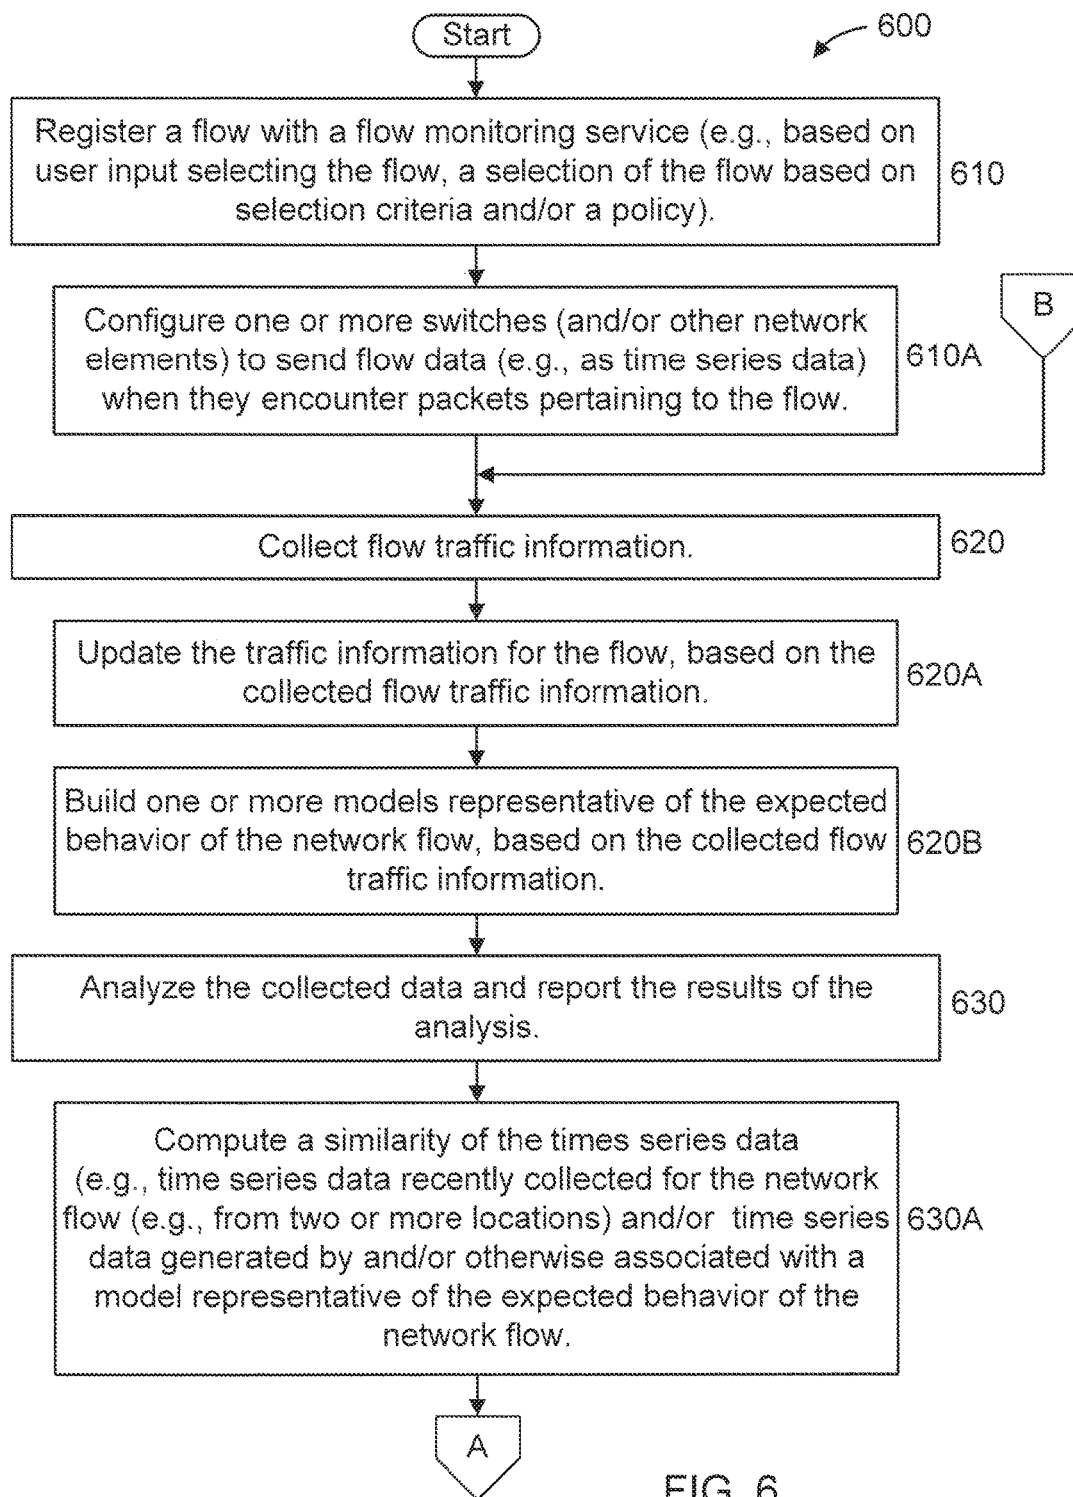 Start
600
Register a flow with a flow monitoring service (e.g., based on
user input selecting the flow, a selection of the flow based on
selection criteria and/or a policy).
610
Configure one or more switches (and/or other network
elements) to send flow data (e.g., as time series data)
when they encounter packets pertaining to the flow.
610A
B
Collect flow traffic information.
620
Update the traffic information for the flow, based on the
collected flow traffic information.
620A
Build one or more models representative of the expected
behavior of the network flow, based on the collected flow
traffic information.
620B
Analyze the collected data and report the results of the
analysis.
630
Compute a similarity of the times series data
(e.g., time series data recently collected for the network
flow (e.g., from two or more locations) and/or time series
data generated by and/or otherwise associated with a
model representative of the expected behavior of the
network flow.
630A
A
FIG. 6